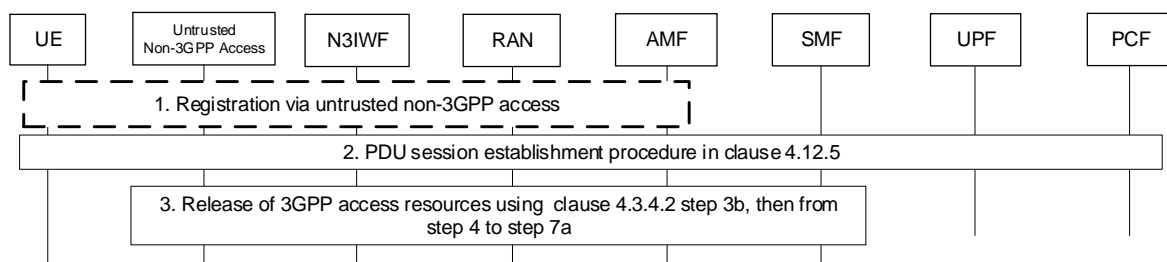 UE
Untrusted
Non-3GPP Access
N3IWF
RAN
AMF
SMF
UPF
PCF
1. Registration via untrusted non-3GPP access
2. PDU session establishment procedure in clause 4.12.5
3. Release of 3GPP access resources using clause 4.3.4.2 step 3b, then from
step 4 to step 7a